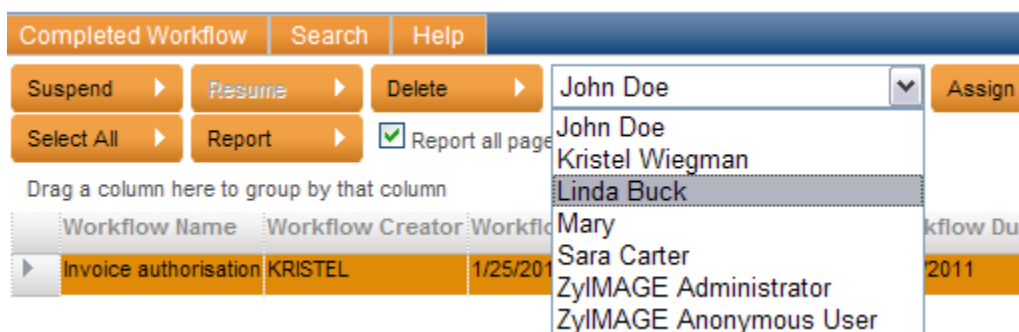 Completed Workflow Search Help
Suspend Resume Delete John Doe Assign
Select All Report Report all page
John Doe
Kristel Wiegman
Drag a column here to group by that column
Linda Buck
Workflow Name Workflow Creator Workflo kflow Du
Mary
Sara Carter
Invoice authorisation KRISTEL 1/25/201 /2011
ZyIMAGE Administrator
ZyIMAGE Anonymous User